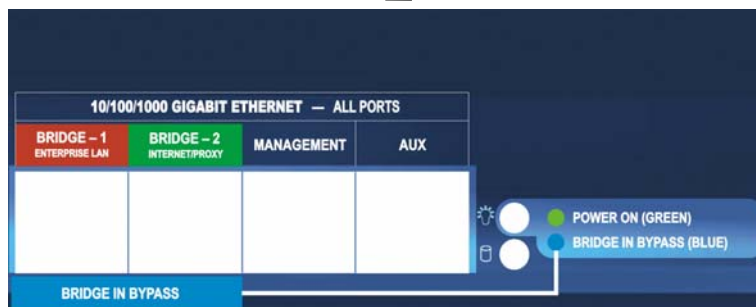 10/100/1000 GIGABIT ETHERNET — ALL PORTS
BRIDGE – 1
ENTERPRISE LAN
BRIDGE – 2
INTERNET/PROXY
MANAGEMENT
AUX
POWER ON (GREEN)
BRIDGE IN BYPASS (BLUE)
BRIDGE IN BYPASS